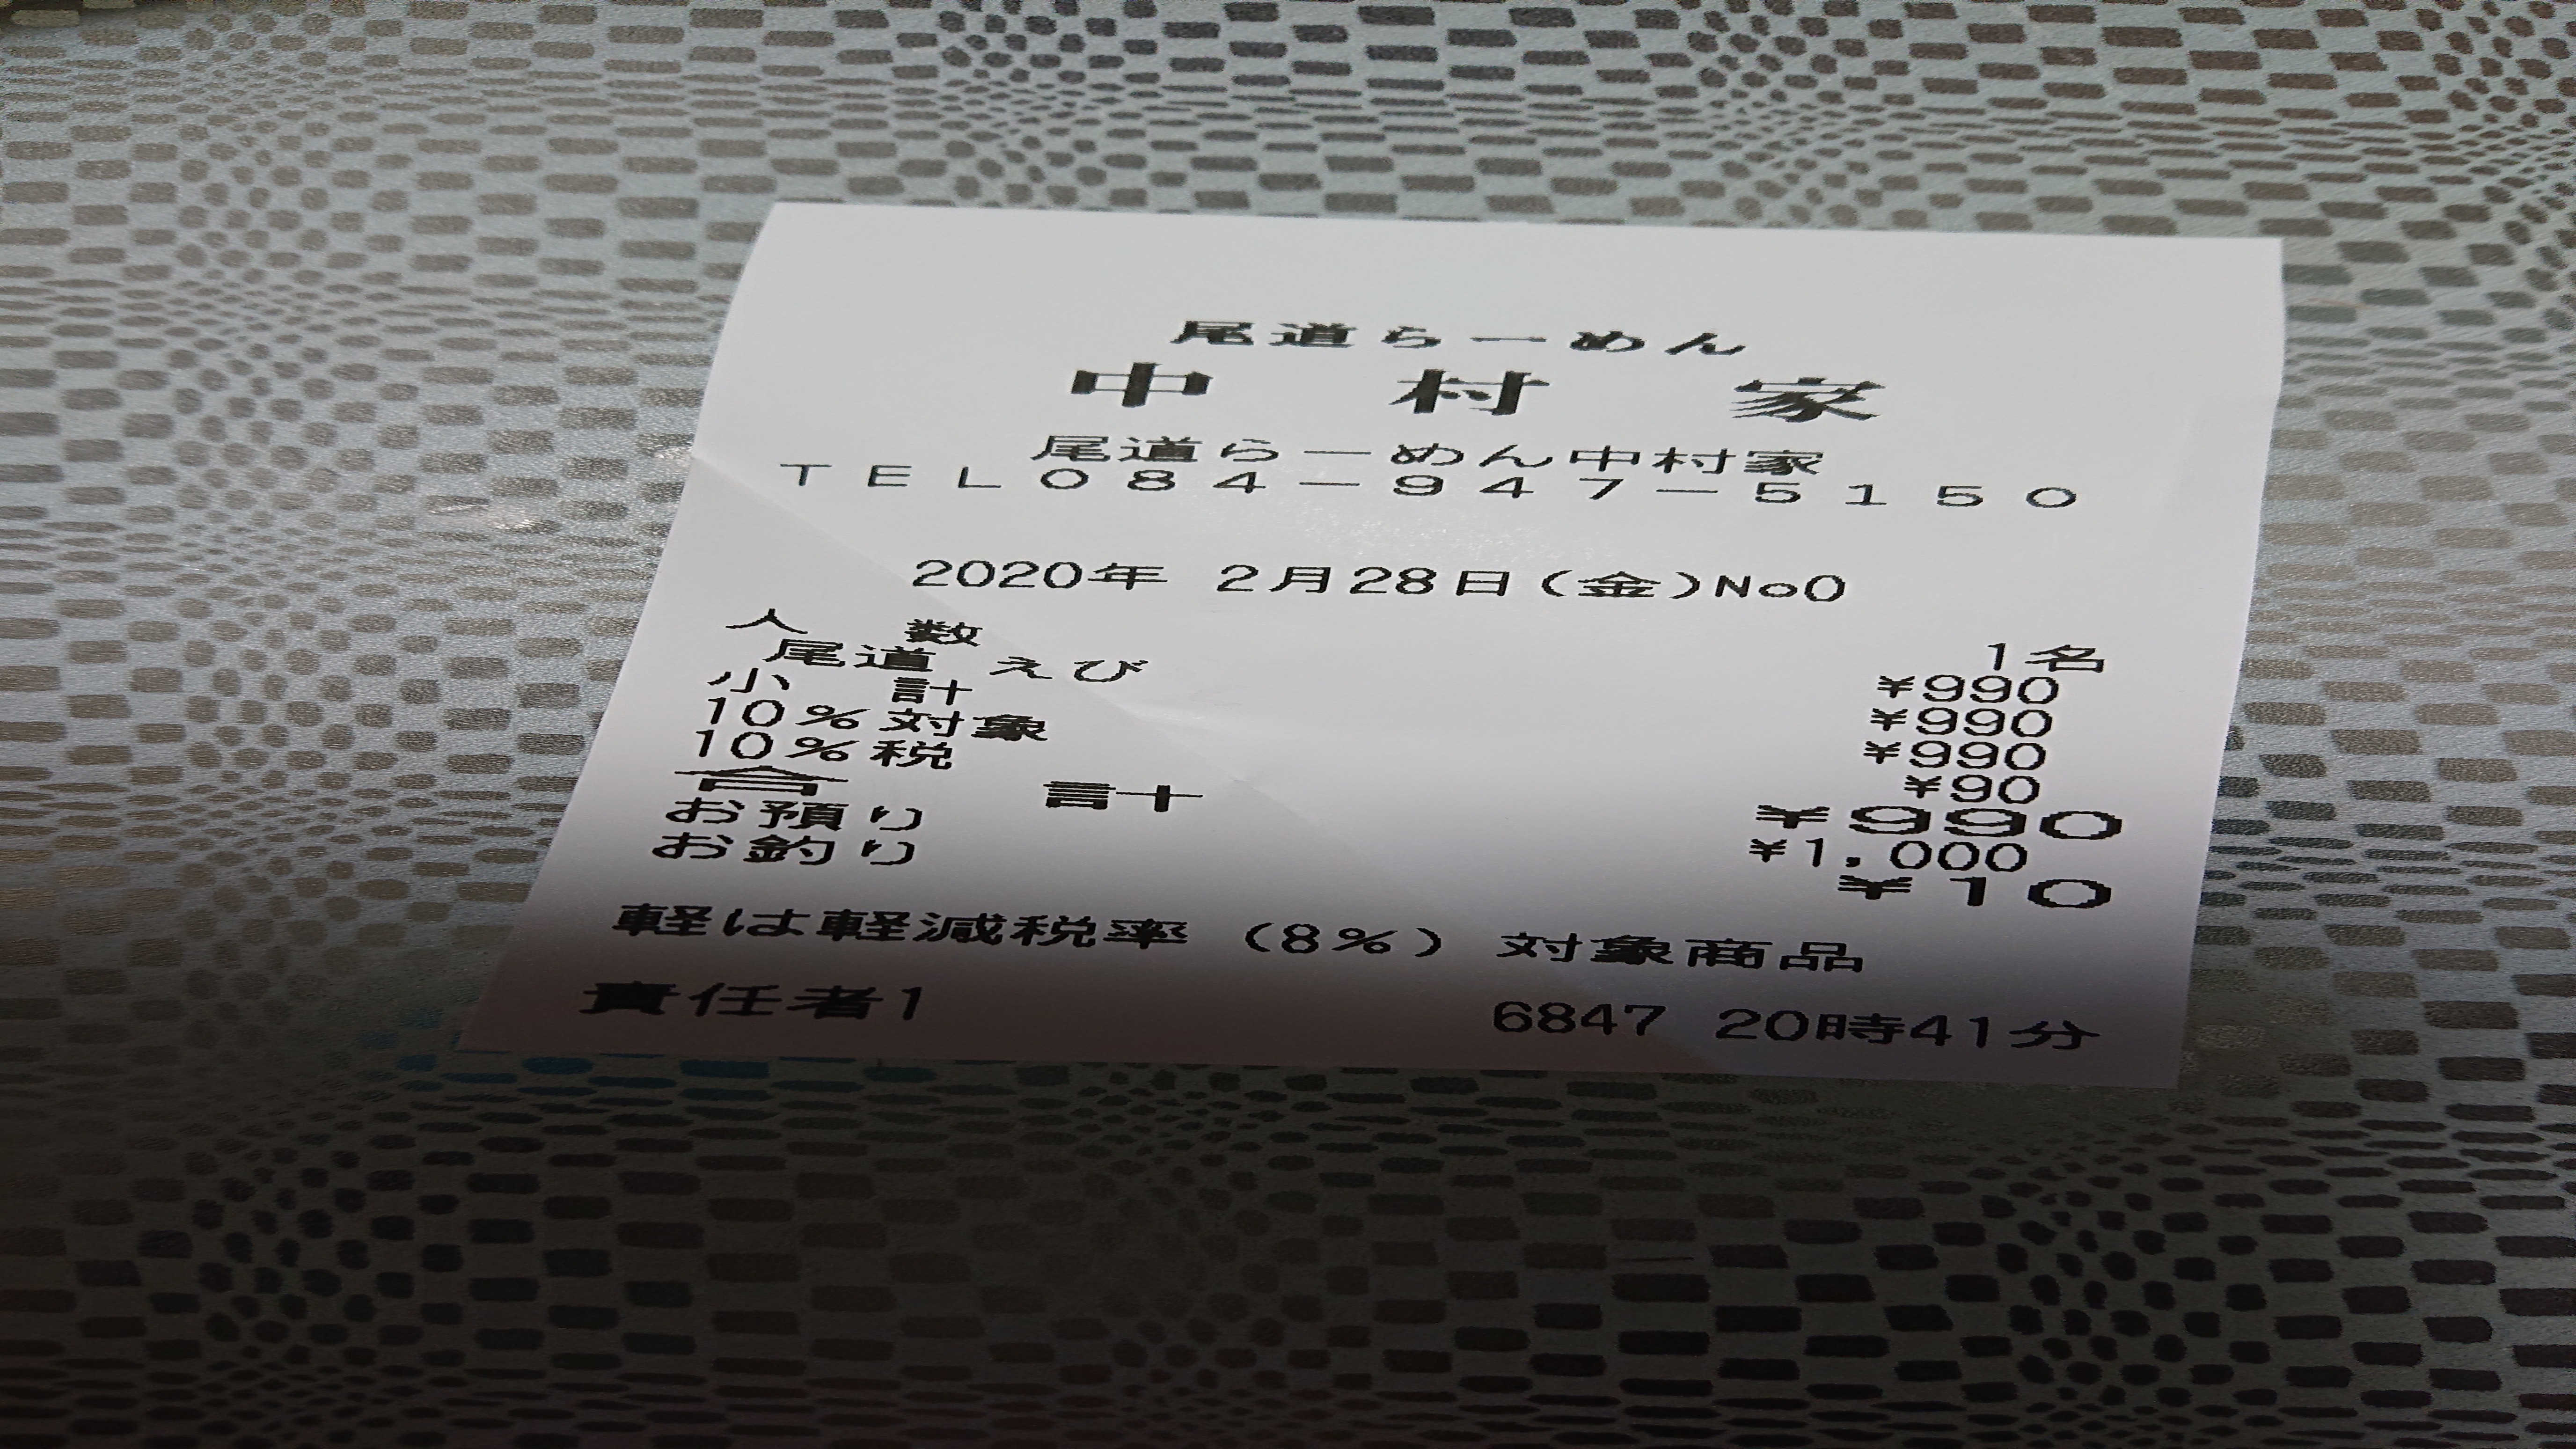 尾道らーめん
中村家
尾道らーめん中村家
TEL084-947-5150
2020年 2月28日(金)No0
人数 1名
尾道 えび ¥990
小計 ¥990
10%対象 ¥990
10%税 ¥90
合計 ¥990
お預り ¥1,000
お釣り ¥10
軽は軽減税率(8%)対象商品
責任者1 6847 20時41分